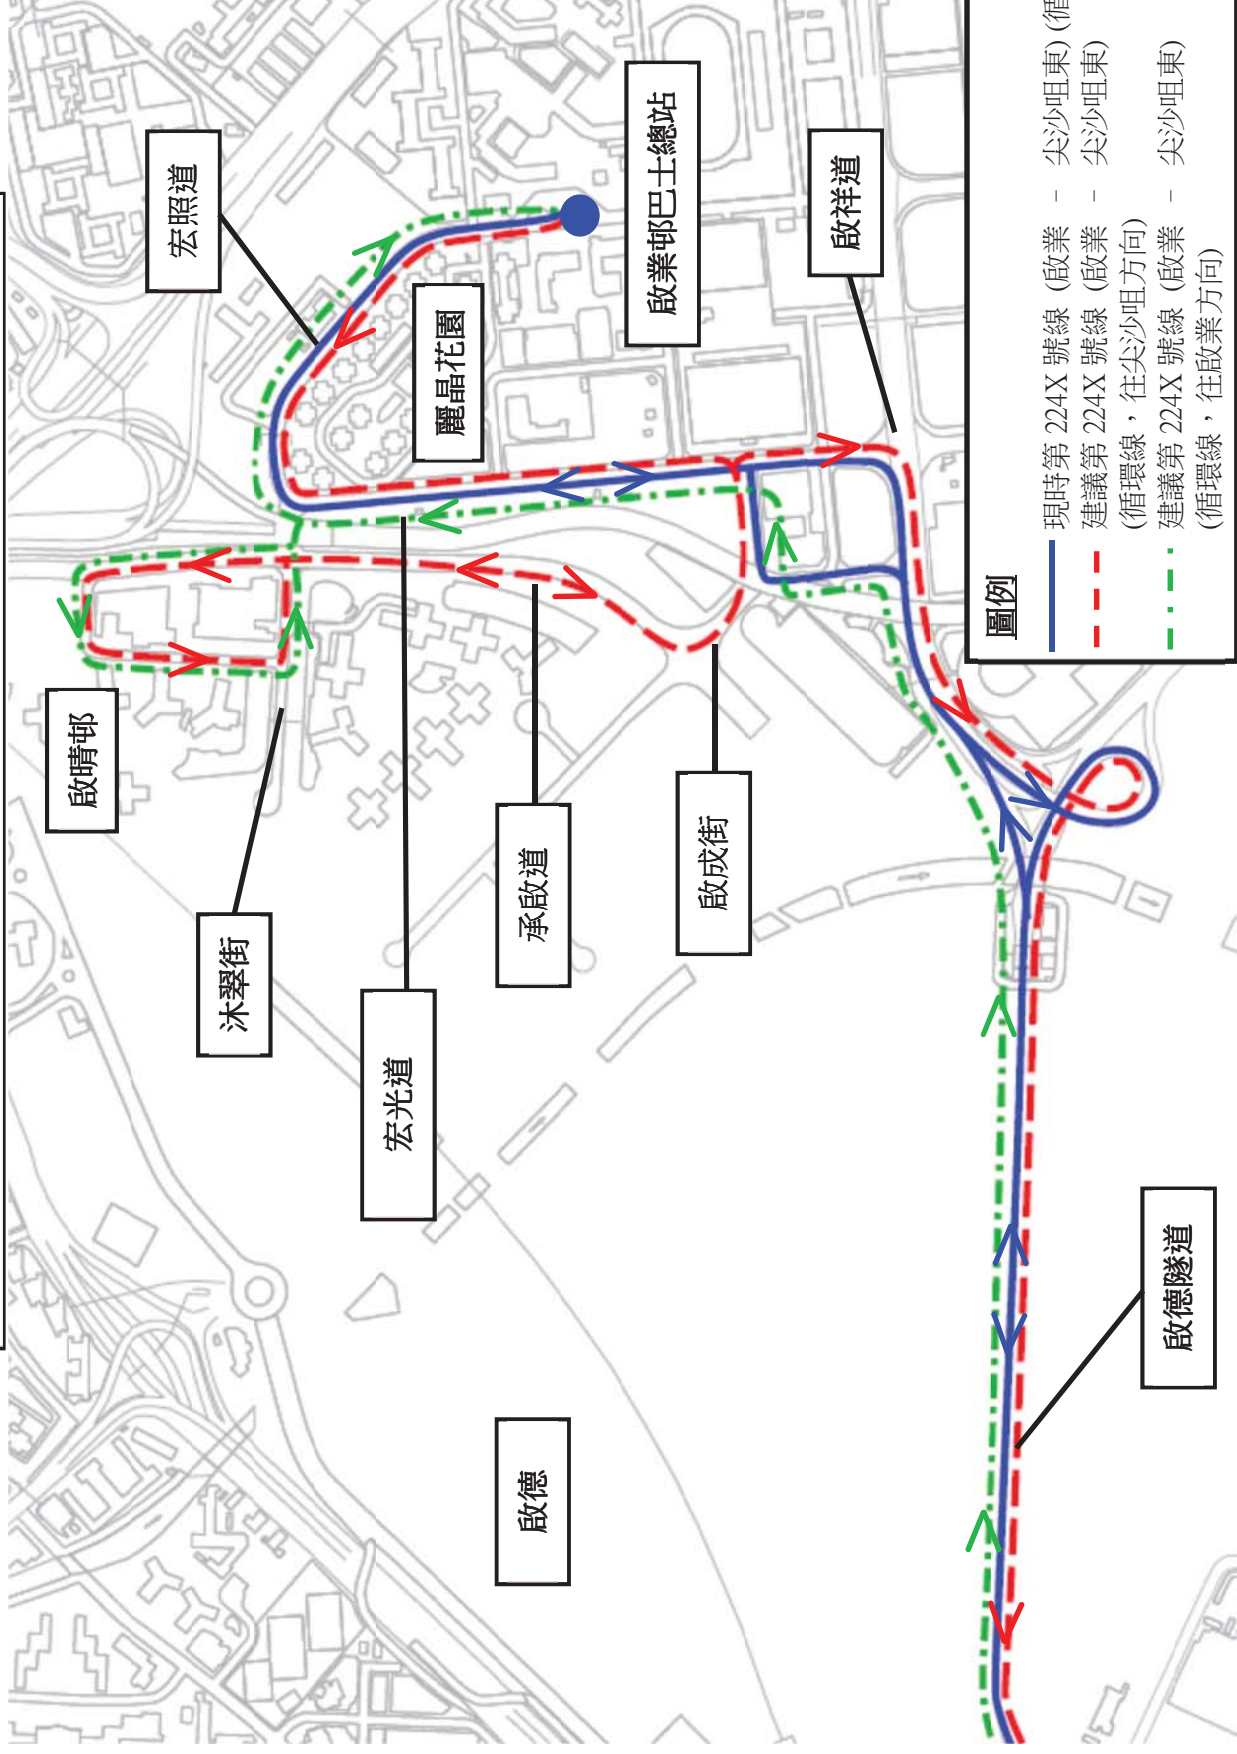 啟晴邨
沐翠街
宏光道
承啟道
啟成街
啟德
啟德隧道
宏照道
麗晶花園
啟業邨巴士總站
啟祥道
圖例
現時第 224X 號線 (啟業 – 尖沙咀東) (循
建議第 224X 號線 (啟業 – 尖沙咀東)
(循環線，往尖沙咀方向)
建議第 224X 號線 (啟業 – 尖沙咀東)
(循環線，往啟業方向)